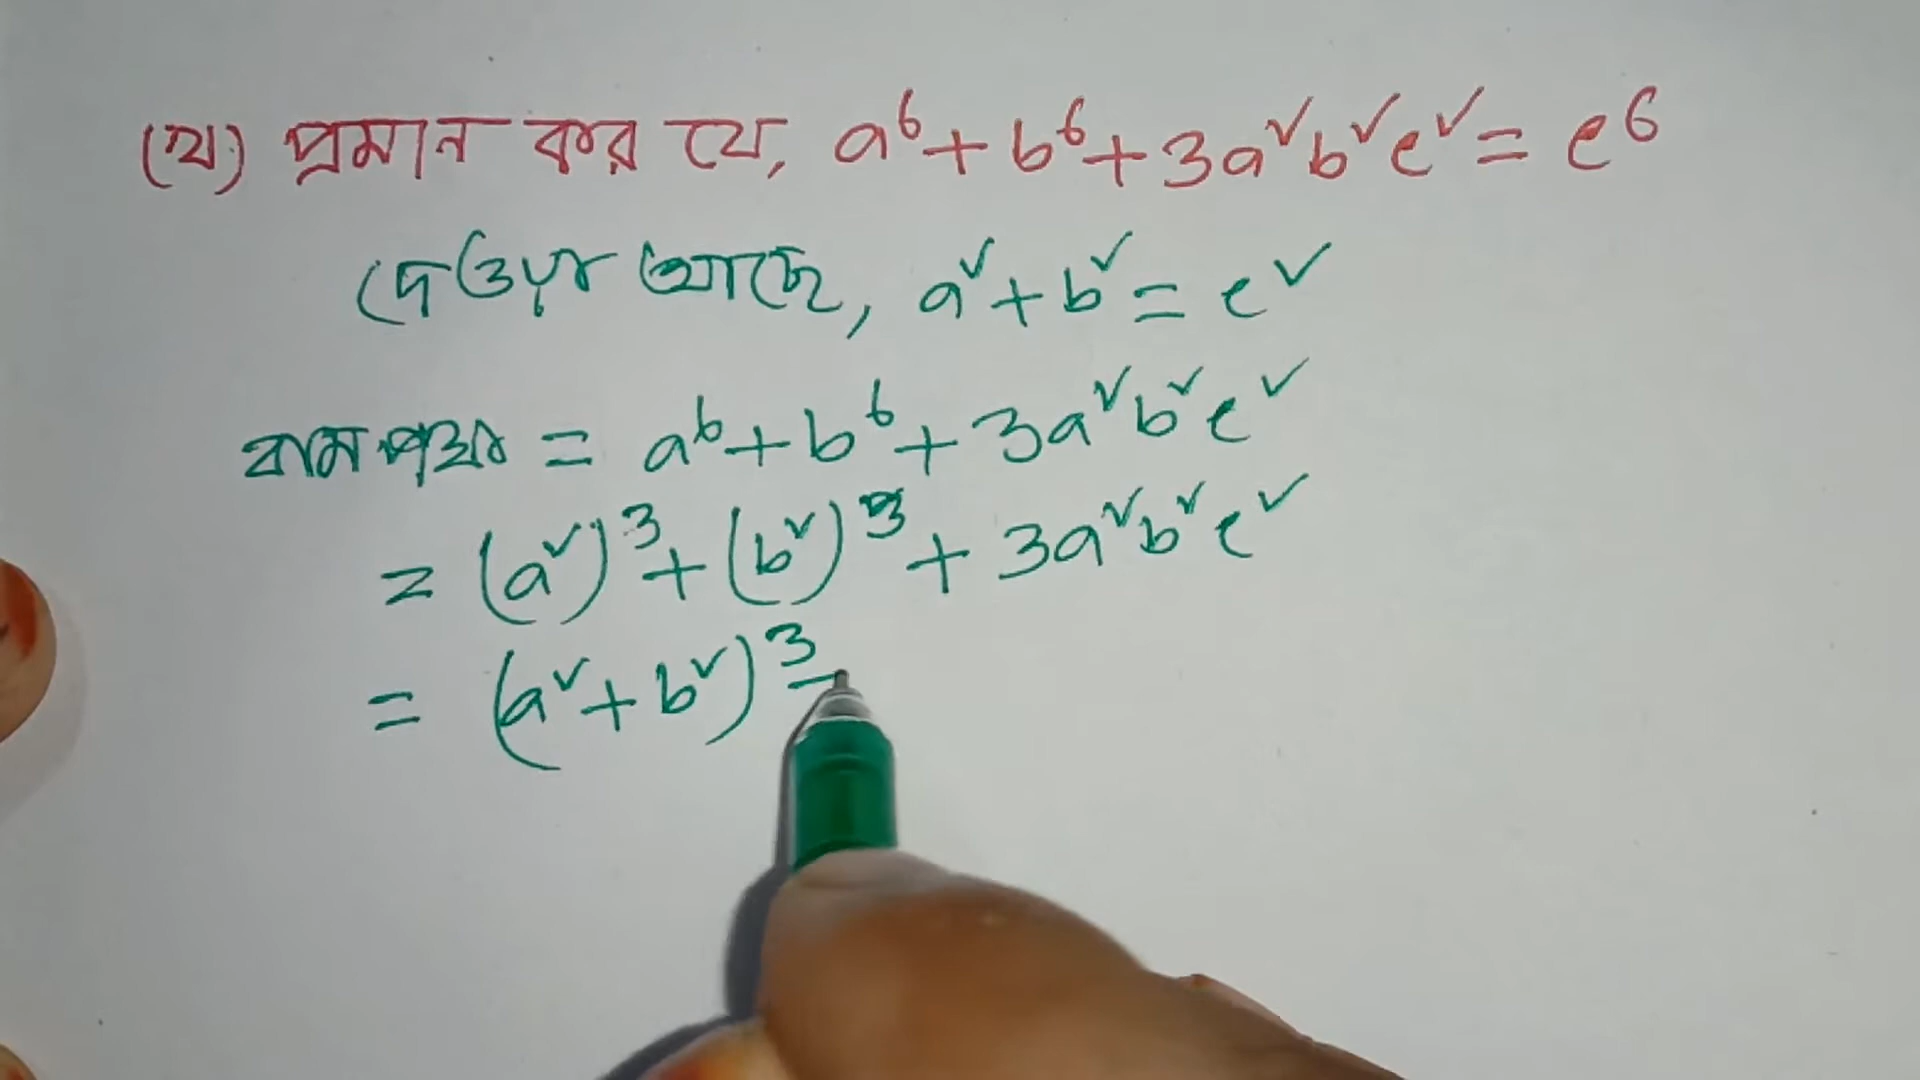 (খ) প্রমান কর যে, a⁶ + b⁶ + 3a²b²c² = c⁶
দেওয়া আছে, a² + b² = c²
বাম পক্ষ = a⁶ + b⁶ + 3a²b²c²
= (a²)³ + (b²)³ + 3a²b²c²
= (a² + b²)³ –